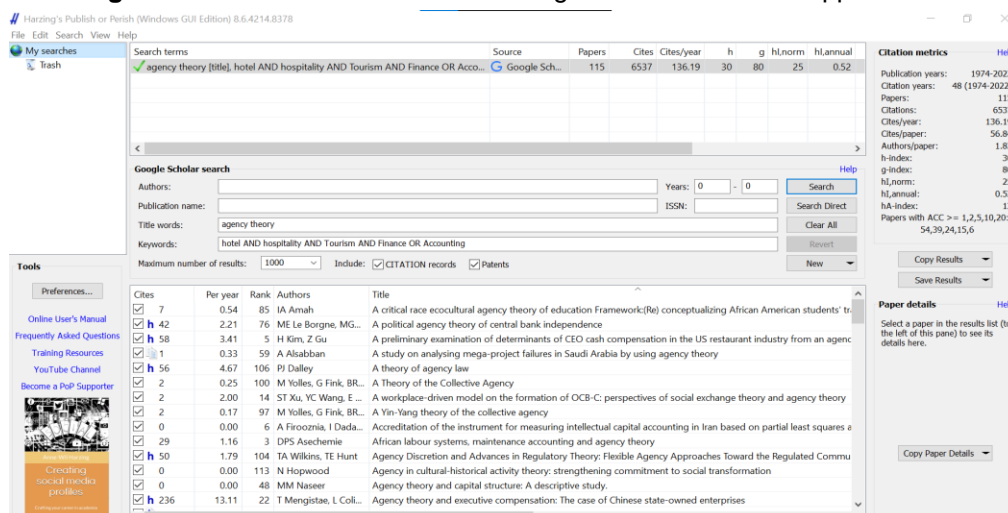 Harzing's Publish or Perish (Windows GUI Edition) 8.6.4214.8378
File Edit Search View Help
My searches
Trash
Search terms Source Papers Cites Cites/year h g hI,norm hI,annual
agency theory [title], hotel AND hospitality AND Tourism AND Finance OR Acco... Google Sch... 115 6537 136.19 30 80 25 0.52
Google Scholar search Help
Authors: Years: 0 - 0 Search
Publication name: ISSN: Search Direct
Title words: agency theory Clear All
Keywords: hotel AND hospitality AND Tourism AND Finance OR Accounting Revert
Maximum number of results: 1000 Include: CITATION records Patents New
Cites Per year Rank Authors Title
7 0.54 85 IA Amah A critical race ecocultural agency theory of education Framework:(Re) conceptualizing African American students' tr
h 42 2.21 76 ME Le Borgne, MG... A political agency theory of central bank independence
h 58 3.41 5 H Kim, Z Gu A preliminary examination of determinants of CEO cash compensation in the US restaurant industry from an agenc
1 0.33 59 A Alsabban A study on analysing mega-project failures in Saudi Arabia by using agency theory
h 56 4.67 106 PJ Dalley A theory of agency law
2 0.25 100 M Yolles, G Fink, BR... A Theory of the Collective Agency
2 2.00 14 ST Xu, YC Wang, E ... A workplace-driven model on the formation of OCB-C: perspectives of social exchange theory and agency theory
2 0.17 97 M Yolles, G Fink, BR... A Yin-Yang theory of the collective agency
0 0.00 6 A Firooznia, I Dada... Accreditation of the instrument for measuring intellectual capital accounting in Iran based on partial least squares a
29 1.16 3 DPS Asechemie African labour systems, maintenance accounting and agency theory
h 50 1.79 104 TA Wilkins, TE Hunt Agency Discretion and Advances in Regulatory Theory: Flexible Agency Approaches Toward the Regulated Commu
0 0.00 113 N Hopwood Agency in cultural-historical activity theory: strengthening commitment to social transformation
0 0.00 48 MM Naseer Agency theory and capital structure: A descriptive study.
h 236 13.11 22 T Mengistae, L Coli... Agency theory and executive compensation: The case of Chinese state-owned enterprises
Tools
Preferences...
Online User's Manual
Frequently Asked Questions
Training Resources
YouTube Channel
Become a PoP Supporter
Creating
social media
profiles
Citation metrics Hel
Publication years: 1974-202
Citation years: 48 (1974-2022
Papers: 11
Citations: 653
Cites/year: 136.1
Cites/paper: 56.8
Authors/paper: 1.8
h-index: 3
g-index: 8
hI,norm: 2
hI,annual: 0.5
hA-index: 1
Papers with ACC >= 1,2,5,10,20:
54,39,24,15,6
Copy Results
Save Results
Paper details Hel
Select a paper in the results list (t
the left of this pane) to see its
details here.
Copy Paper Details